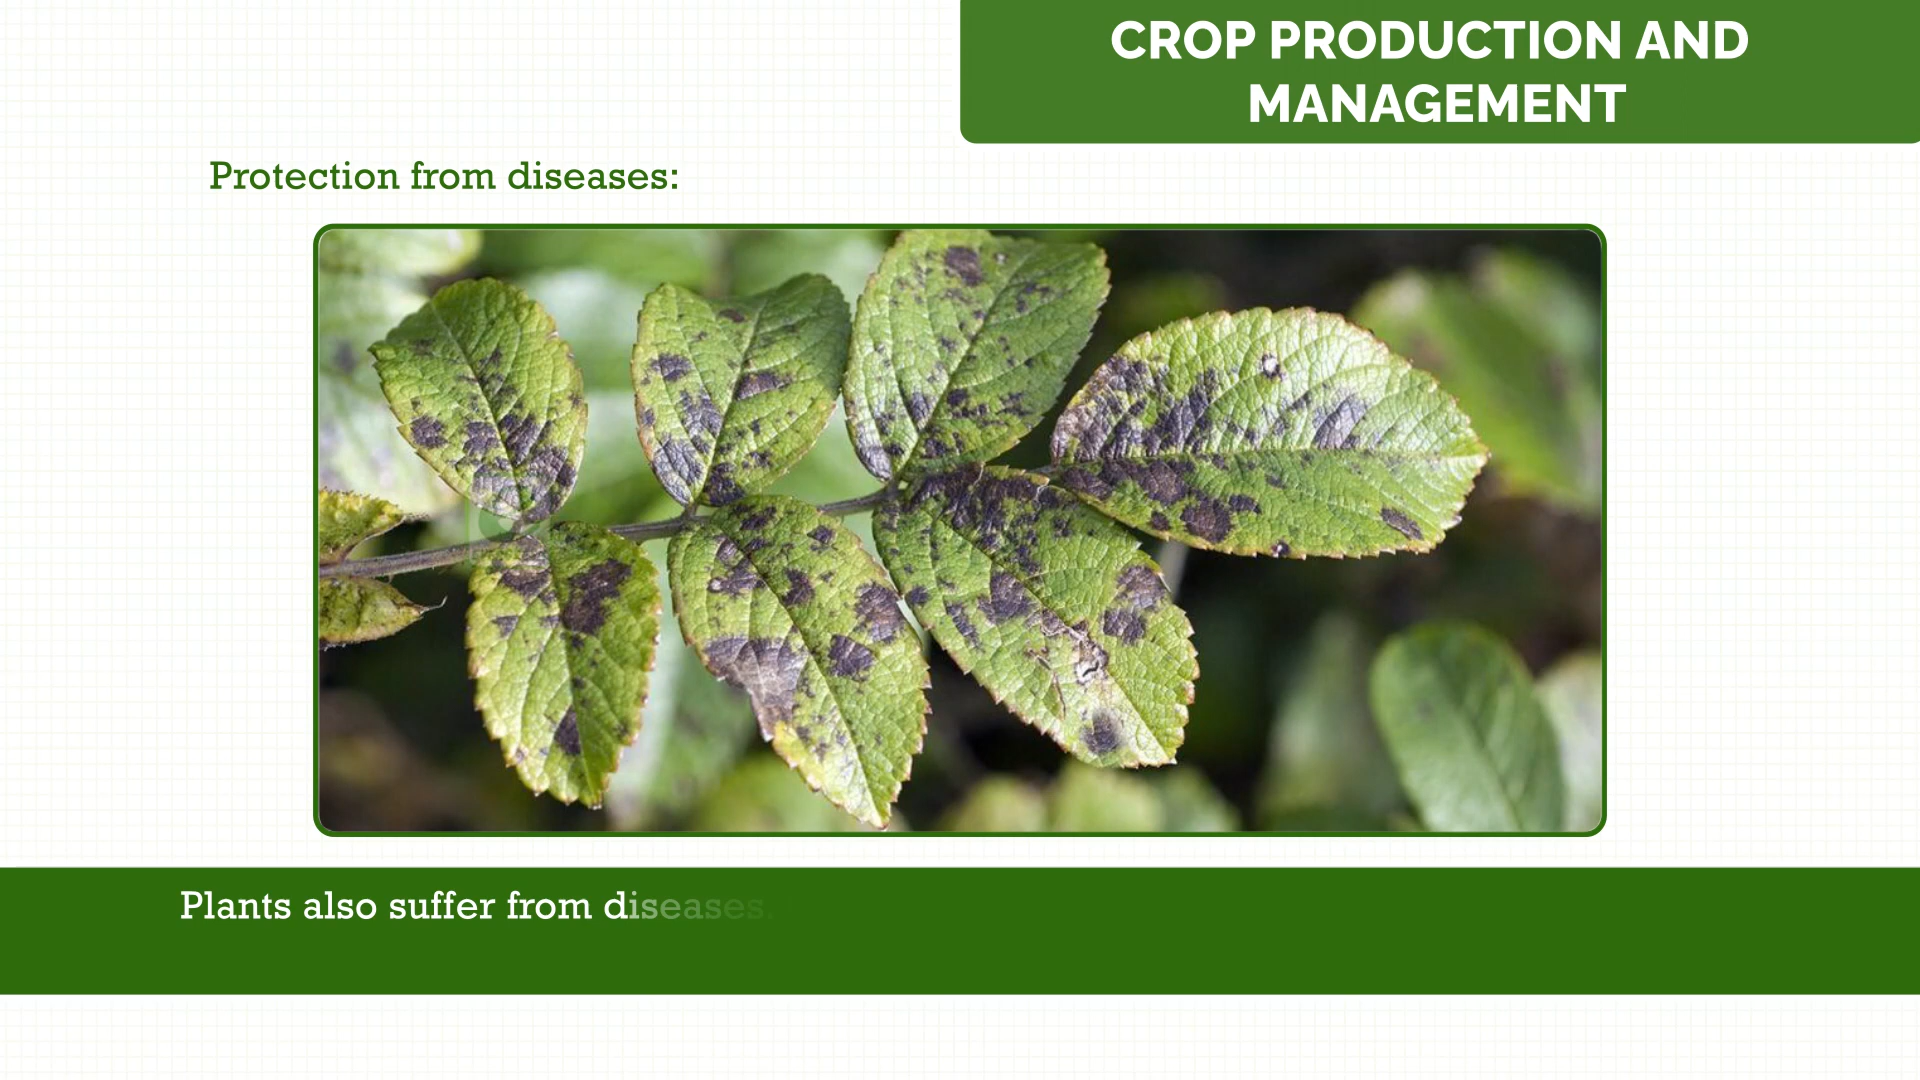 CROP PRODUCTION AND
MANAGEMENT
Protection from diseases:
Plants also suffer from diseases.